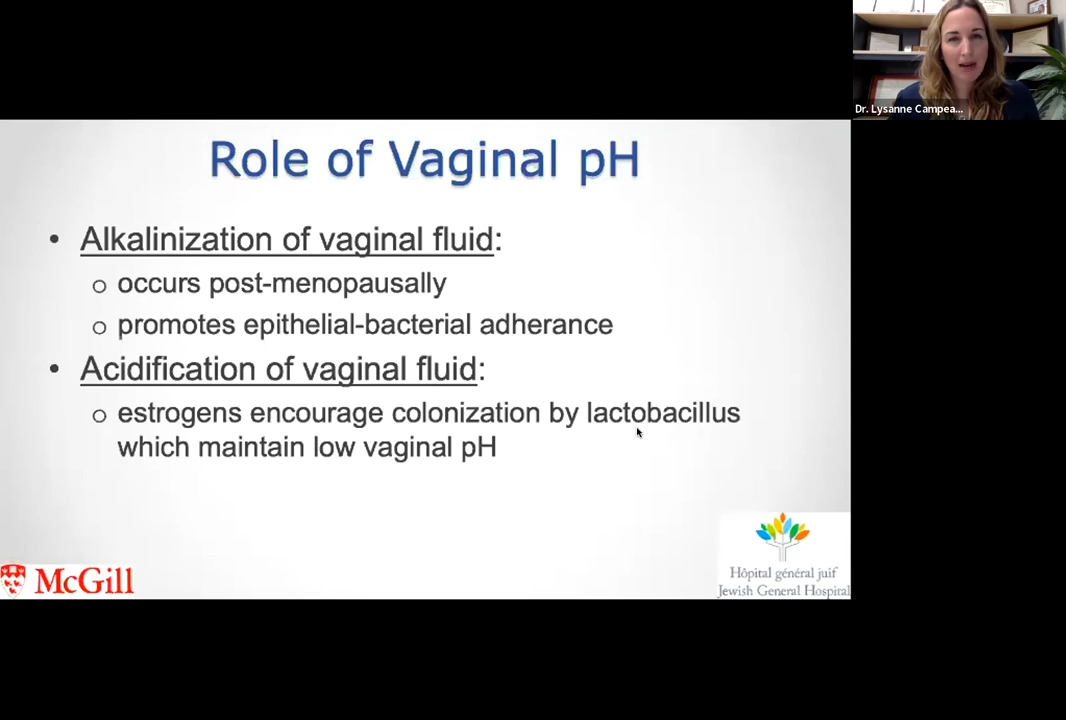 Dr. Lysanne Campea...
Role of Vaginal pH
• Alkalinization of vaginal fluid:
o occurs post-menopausally
o promotes epithelial-bacterial adherance
• Acidification of vaginal fluid:
o estrogens encourage colonization by lactobacillus
which maintain low vaginal pH
McGill
Hôpital général juif
Jewish General Hospital